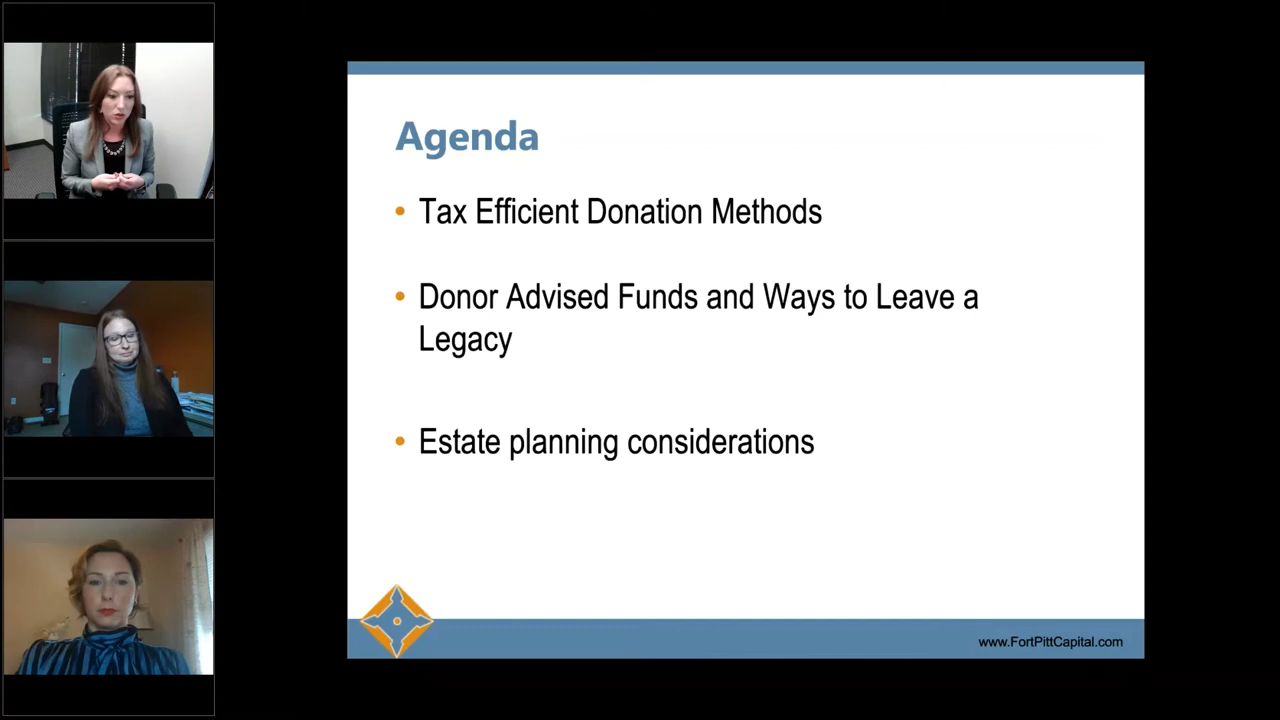 Agenda
• Tax Efficient Donation Methods
• Donor Advised Funds and Ways to Leave a
Legacy
• Estate planning considerations
www.FortPittCapital.com